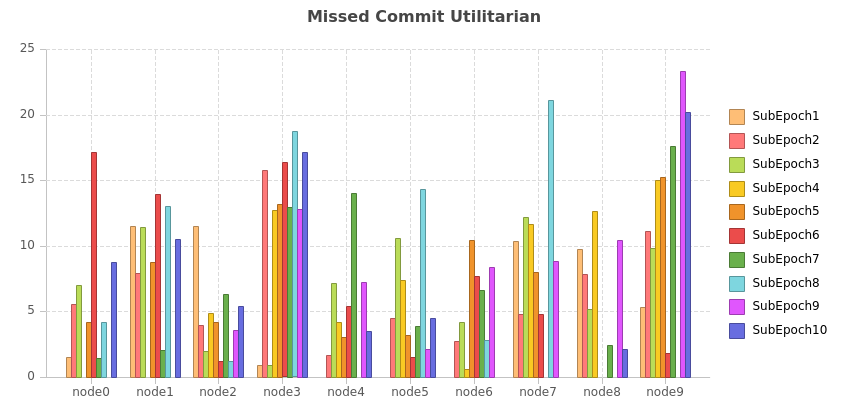 Missed Commit Utilitarian
25
20
15
10
5
0
node0 node1 node2 node3 node4 node5 node6 node7 node8 node9
SubEpoch1
SubEpoch2
SubEpoch3
SubEpoch4
SubEpoch5
SubEpoch6
SubEpoch7
SubEpoch8
SubEpoch9
SubEpoch10